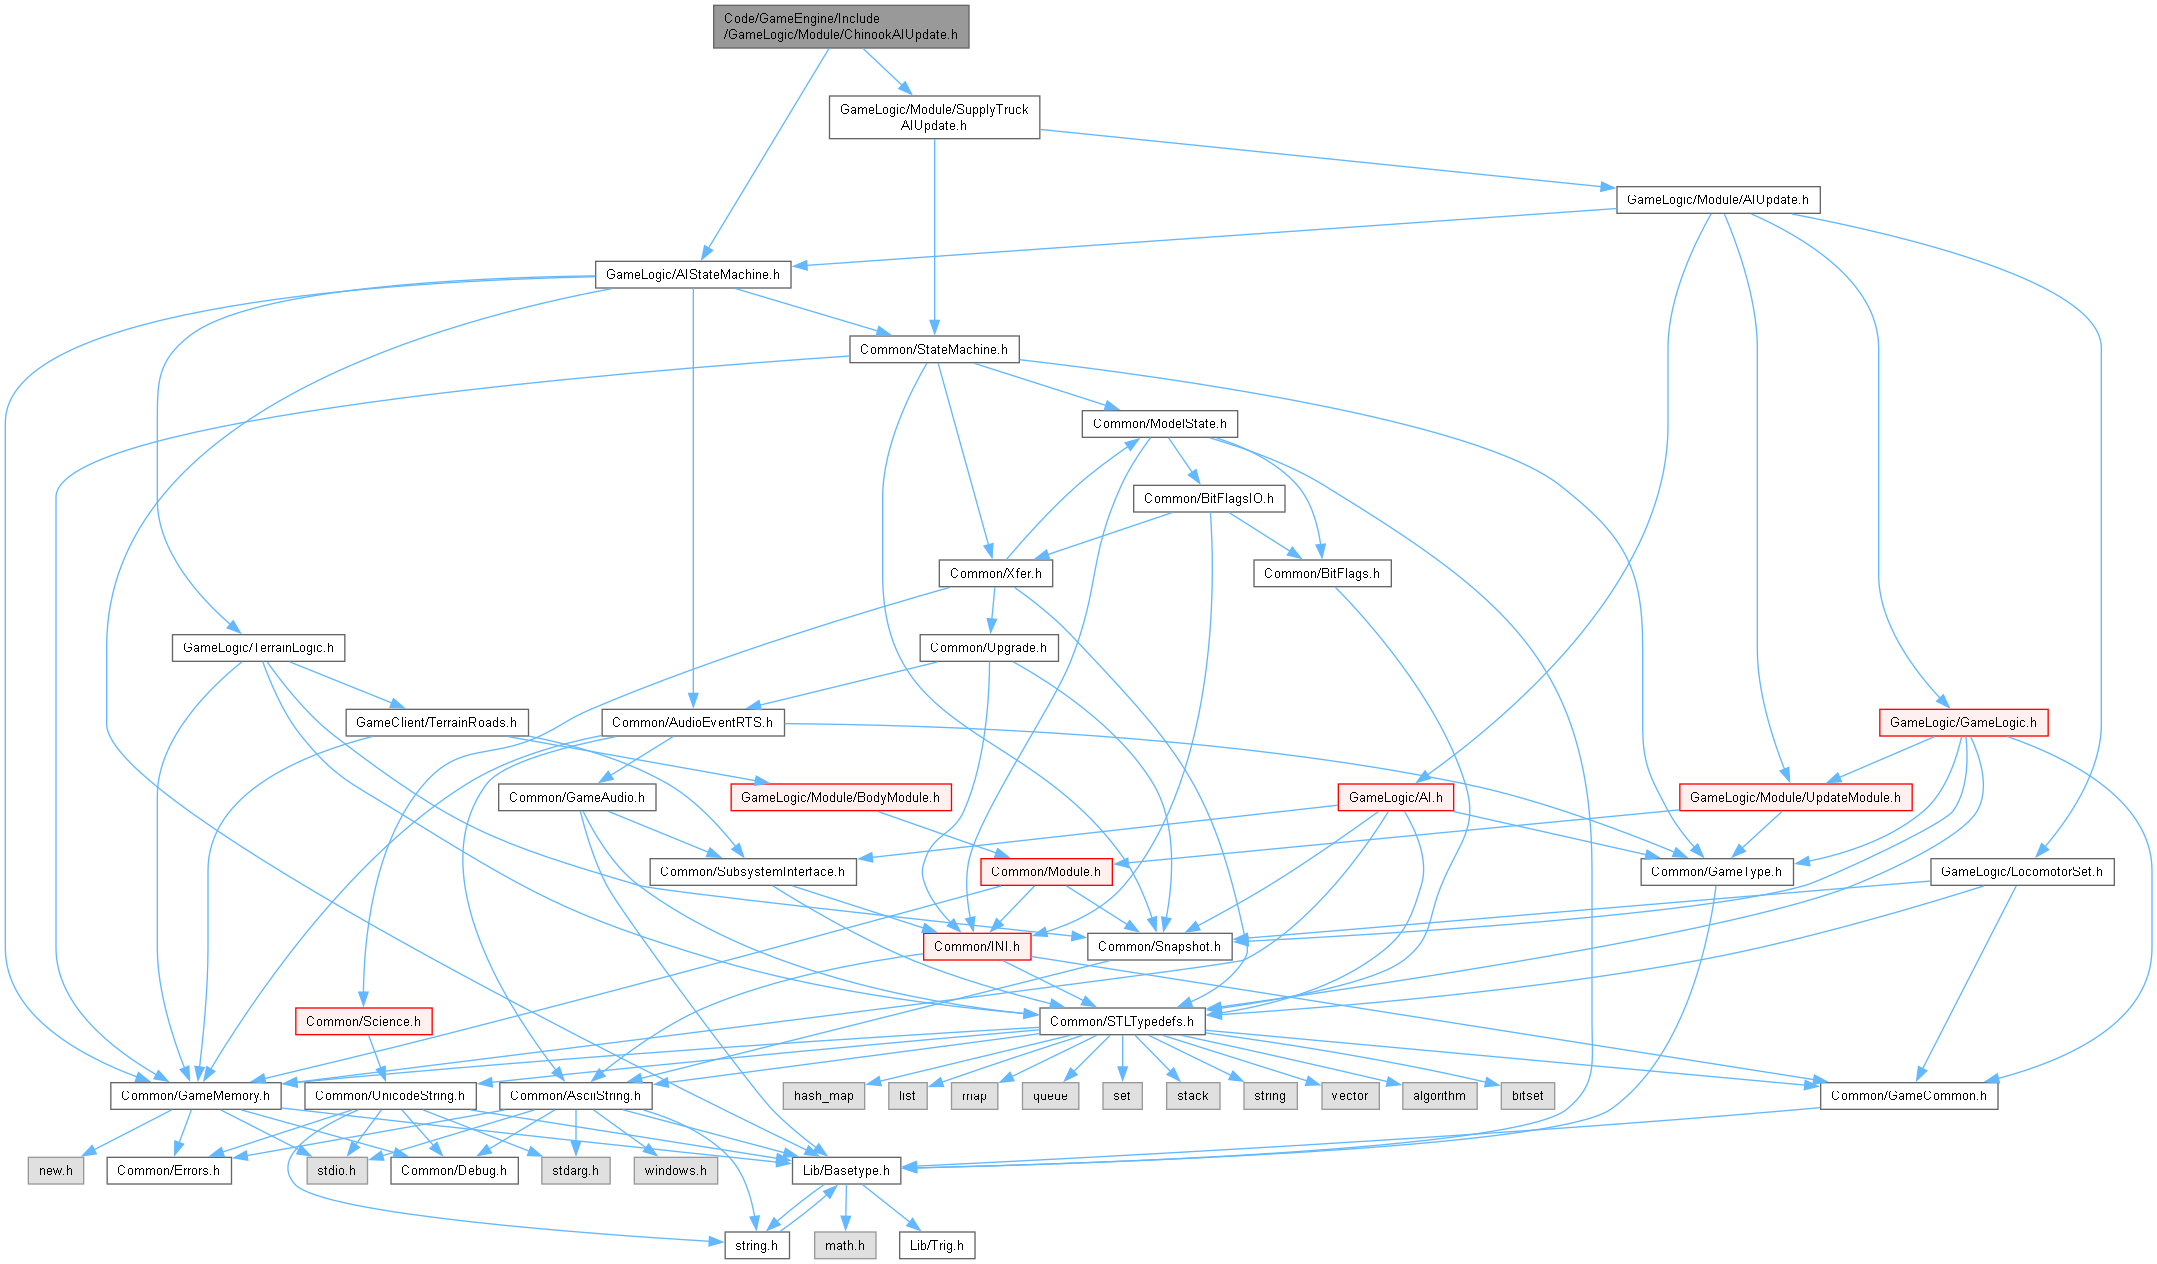 Code/GameEngine/Include
/GameLogic/Module/ChinookAIUpdate.h
GameLogic/Module/SupplyTruck
AIUpdate.h
GameLogic/Module/AIUpdate.h
GameLogic/AIStateMachine.h
Common/StateMachine.h
Common/ModelState.h
Common/BitFlagsIO.h
Common/Xfer.h
Common/BitFlags.h
GameLogic/TerrainLogic.h
Common/Upgrade.h
GameClient/TerrainRoads.h
Common/AudioEventRTS.h
GameLogic/GameLogic.h
Common/GameAudio.h
GameLogic/Module/BodyModule.h
GameLogic/AI.h
GameLogic/Module/UpdateModule.h
Common/SubsystemInterface.h
Common/Module.h
Common/GameType.h
GameLogic/LocomotorSet.h
Common/INI.h
Common/Snapshot.h
Common/Science.h
Common/STLTypedefs.h
Common/GameMemory.h
Common/UnicodeString.h
Common/AsciiString.h
hash_map
list
map
queue
set
stack
string
vector
algorithm
bitset
Common/GameCommon.h
new.h
Common/Errors.h
stdio.h
Common/Debug.h
stdarg.h
windows.h
Lib/Basetype.h
string.h
math.h
Lib/Trig.h